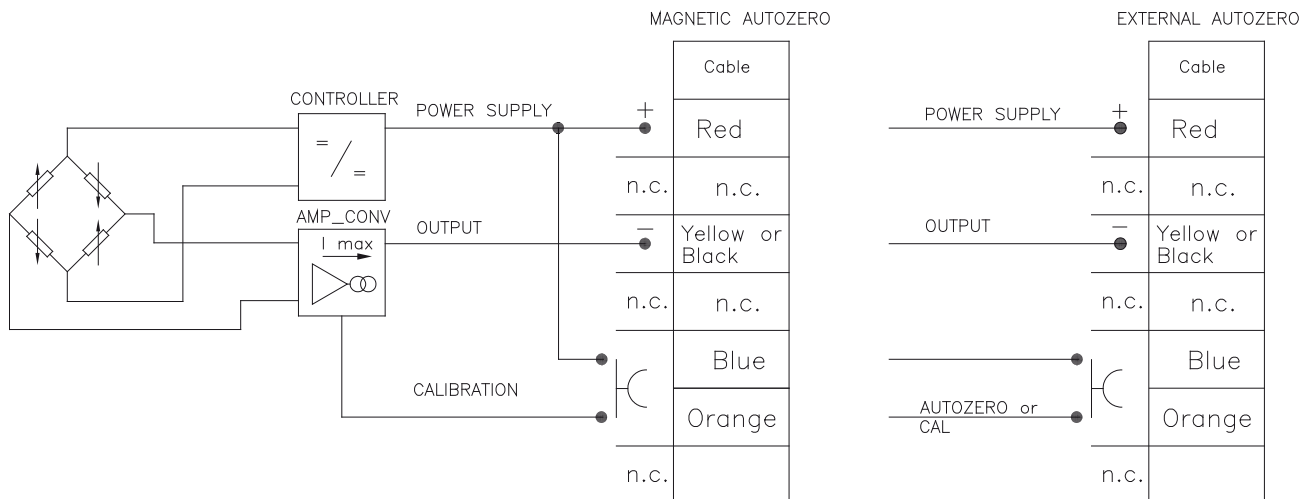 MAGNETIC AUTOZERO
EXTERNAL AUTOZERO
Cable
Cable
CONTROLLER
POWER SUPPLY
+
Red
POWER SUPPLY
+
Red
=
/
=
n.c.
n.c.
n.c.
n.c.
AMP_CONV
I max
OUTPUT
–
Yellow or
Black
OUTPUT
–
Yellow or
Black
n.c.
n.c.
n.c.
n.c.
Blue
Blue
CALIBRATION
Orange
AUTOZERO or
CAL
Orange
n.c.
n.c.